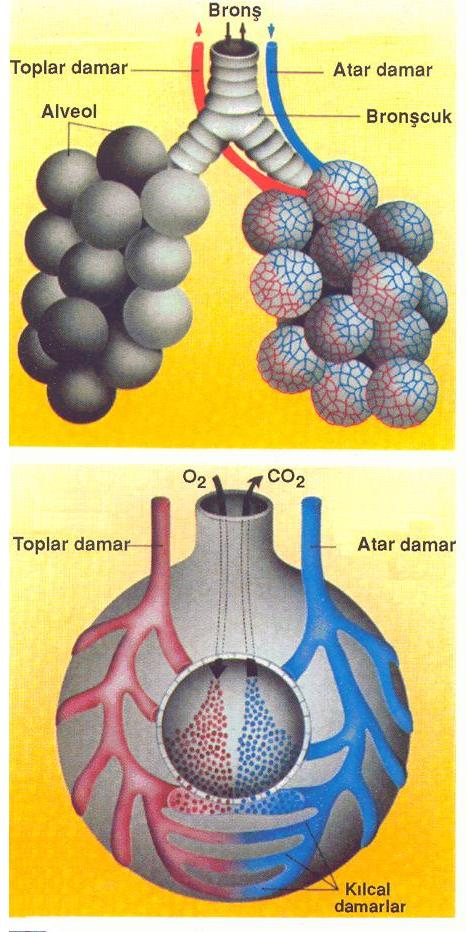 Bronş
Toplar damar
Atar damar
Alveol
Bronşcuk
O2
CO2
Toplar damar
Atar damar
Kılcal
damarlar